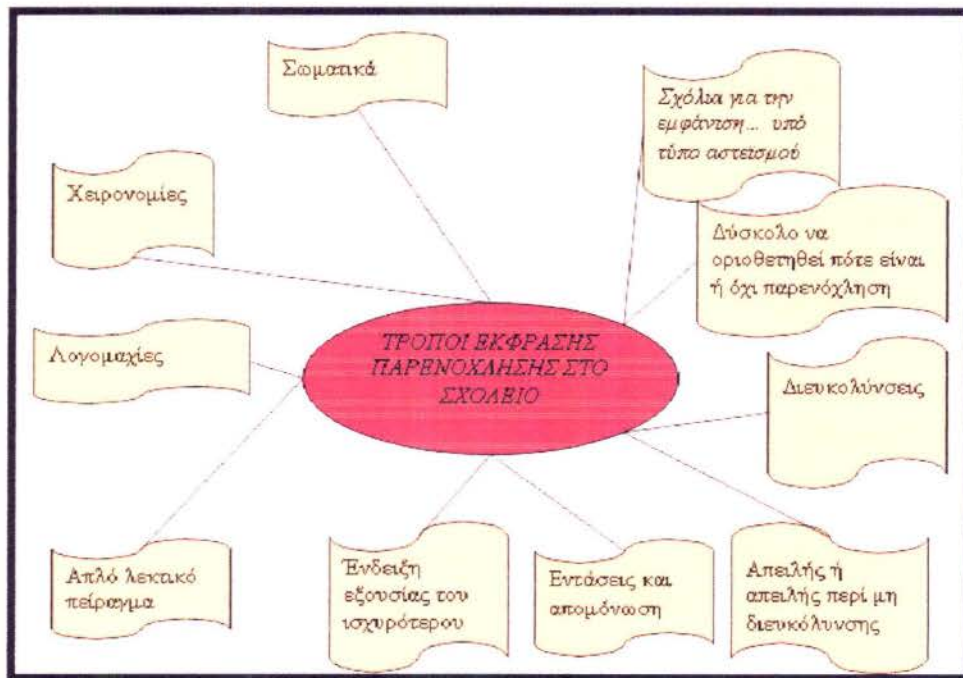 Σωματικά
Σχόλια για την
εμφάνιση... υπό
τύπο αστεϊσμού
Χειρονομίες
Δύσκολο να
οριοθετηθεί πότε είναι
ή όχι παρενόχληση
Λογομαχίες
ΤΡΟΠΟΙ ΕΚΦΡΑΣΗΣ
ΠΑΡΕΝΟΧΛΗΣΗΣ ΣΤΟ
ΣΧΟΛΕΙΟ
Διευκολύνσεις
Απλό λεκτικό
πείραγμα
Ένδειξη
εξουσίας του
ισχυρότερου
Εντάσεις και
απομόνωση
Απειλής ή
απειλής περί μη
διευκόλυνσης